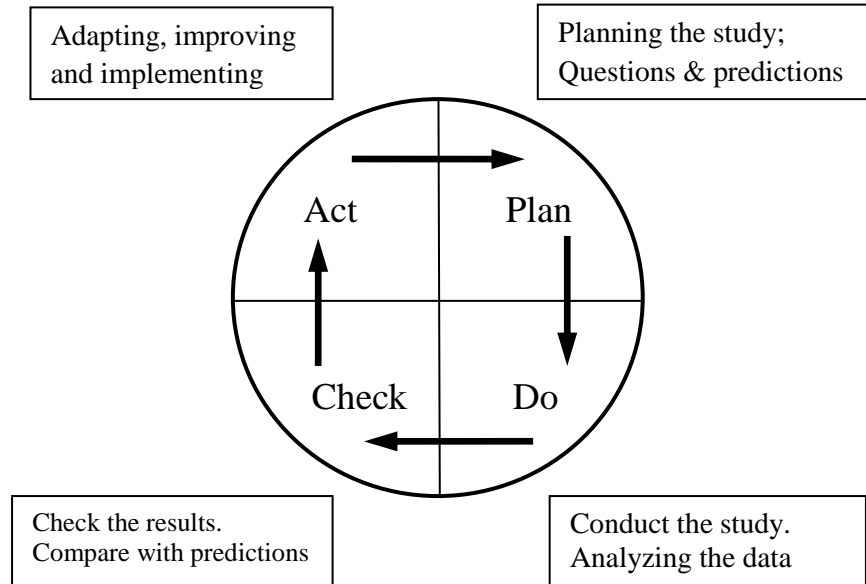 Adapting, improving
and implementing
Planning the study;
Questions & predictions
Act
Plan
Check
Do
Check the results.
Compare with predictions
Conduct the study.
Analyzing the data